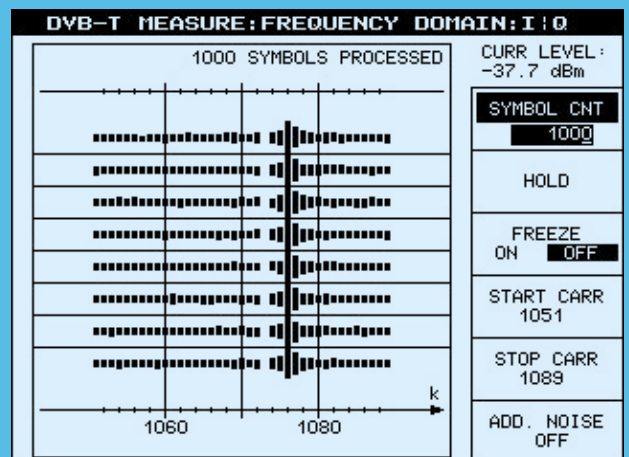 DVB-T MEASURE:FREQUENCY DOMAIN:I¦Q
1000 SYMBOLS PROCESSED
k
1060 1080
CURR LEVEL:
-37.7 dBm
SYMBOL CNT
1000
HOLD
FREEZE
ON OFF
START CARR
1051
STOP CARR
1089
ADD. NOISE
OFF